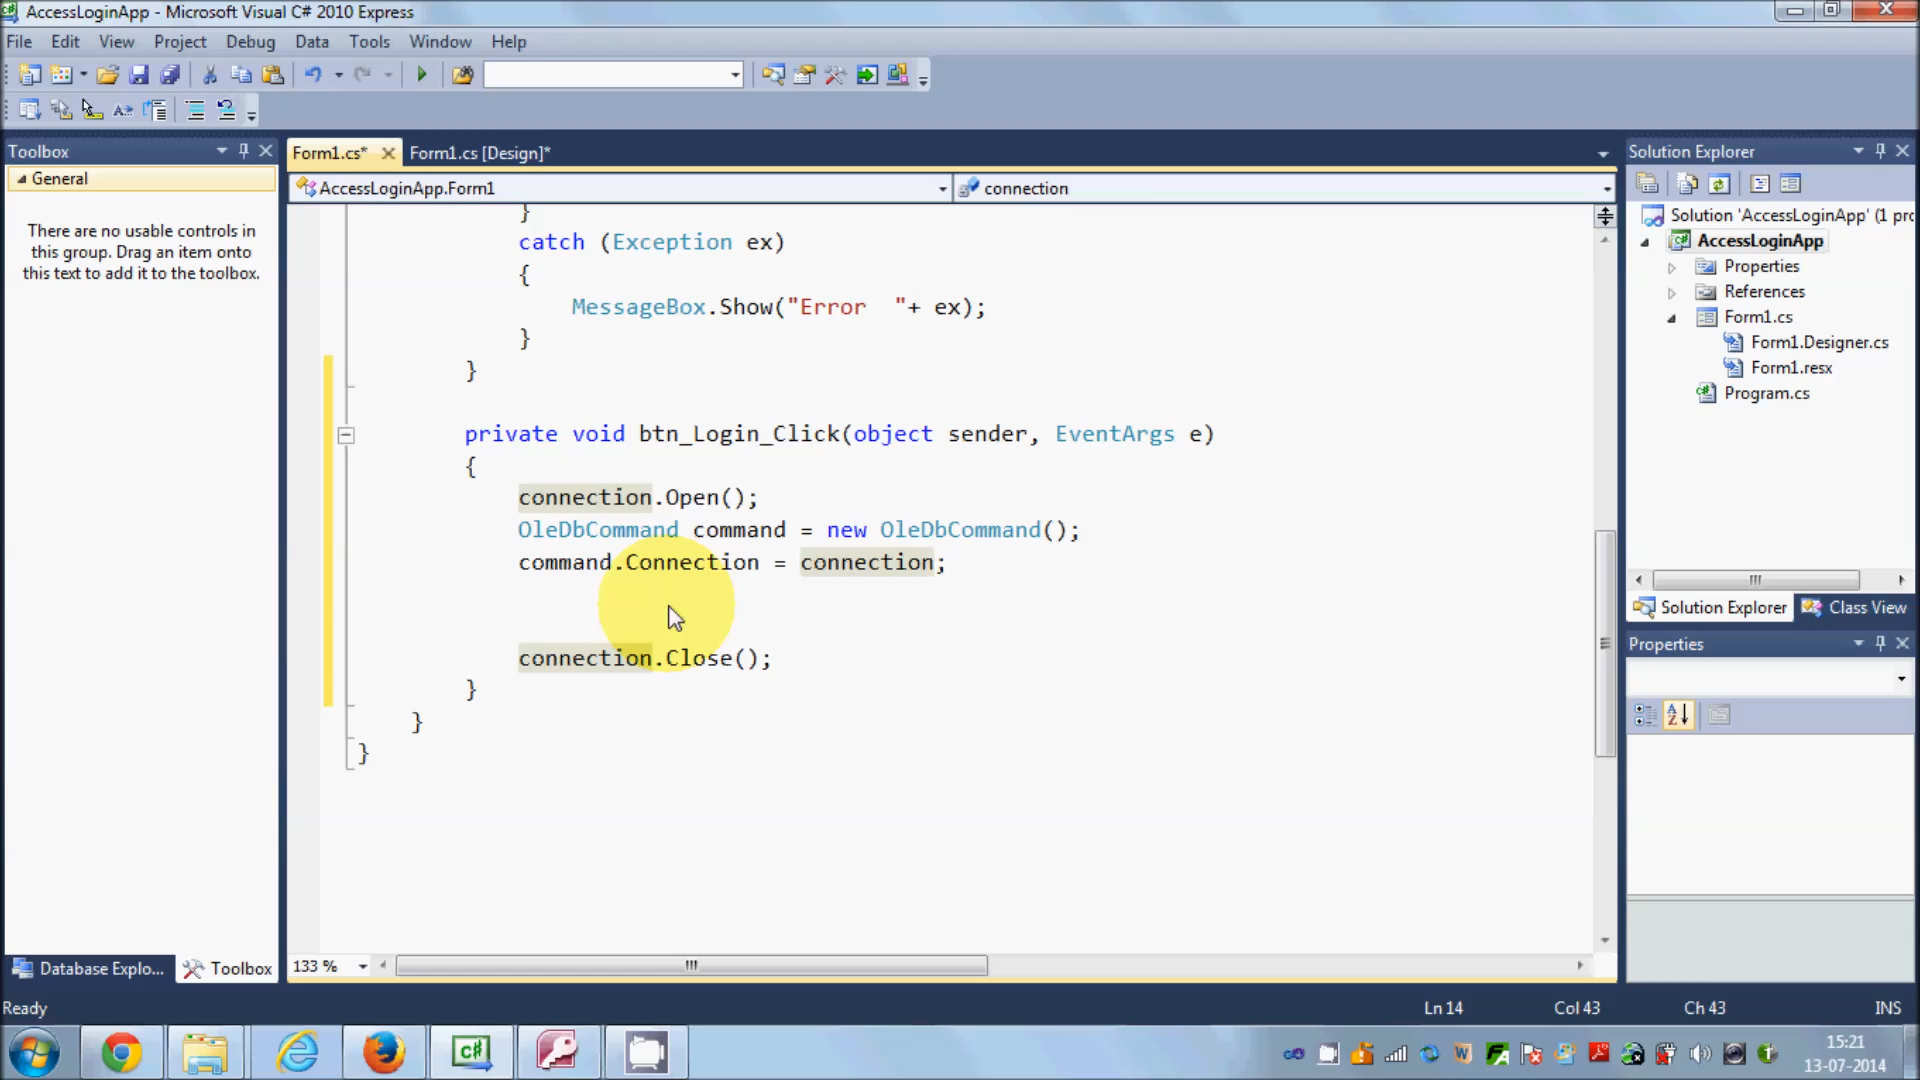 AccessLoginApp - Microsoft Visual C# 2010 Express
File Edit View Project Debug Data Tools Window Help
Toolbox
General
There are no usable controls in
this group. Drag an item onto
this text to add it to the toolbox.
Database Explo...
Toolbox
Form1.cs*
Form1.cs [Design]*
AccessLoginApp.Form1
connection
}
catch (Exception ex)
{
MessageBox.Show("Error  "+ ex);
}
}
private void btn_Login_Click(object sender, EventArgs e)
{
connection.Open();
OleDbCommand command = new OleDbCommand();
command.Connection = connection;
connection.Close();
}
}
}
133 %
Solution Explorer
Solution 'AccessLoginApp' (1 pro
AccessLoginApp
Properties
References
Form1.cs
Form1.Designer.cs
Form1.resx
Program.cs
Solution Explorer
Class View
Properties
Ready
Ln 14
Col 43
Ch 43
INS
15:21
13-07-2014